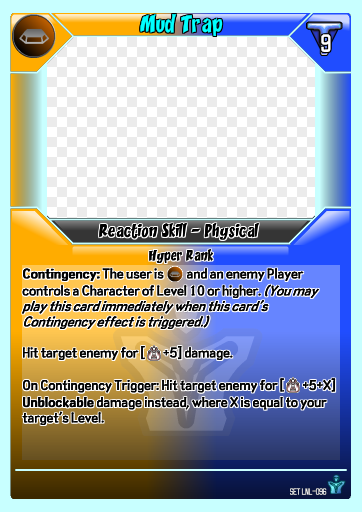 Mud Trap
9
Reaction Skill - Physical
Hyper Rank
Contingency: The user is and an enemy Player
controls a Character of Level 10 or higher. (You may
play this card immediately when this card's
Contingency effect is triggered.)
Hit target enemy for [ +5] damage.
On Contingency Trigger: Hit target enemy for [ +5+X]
Unblockable damage instead, where X is equal to your
target's Level.
SET LNL-096